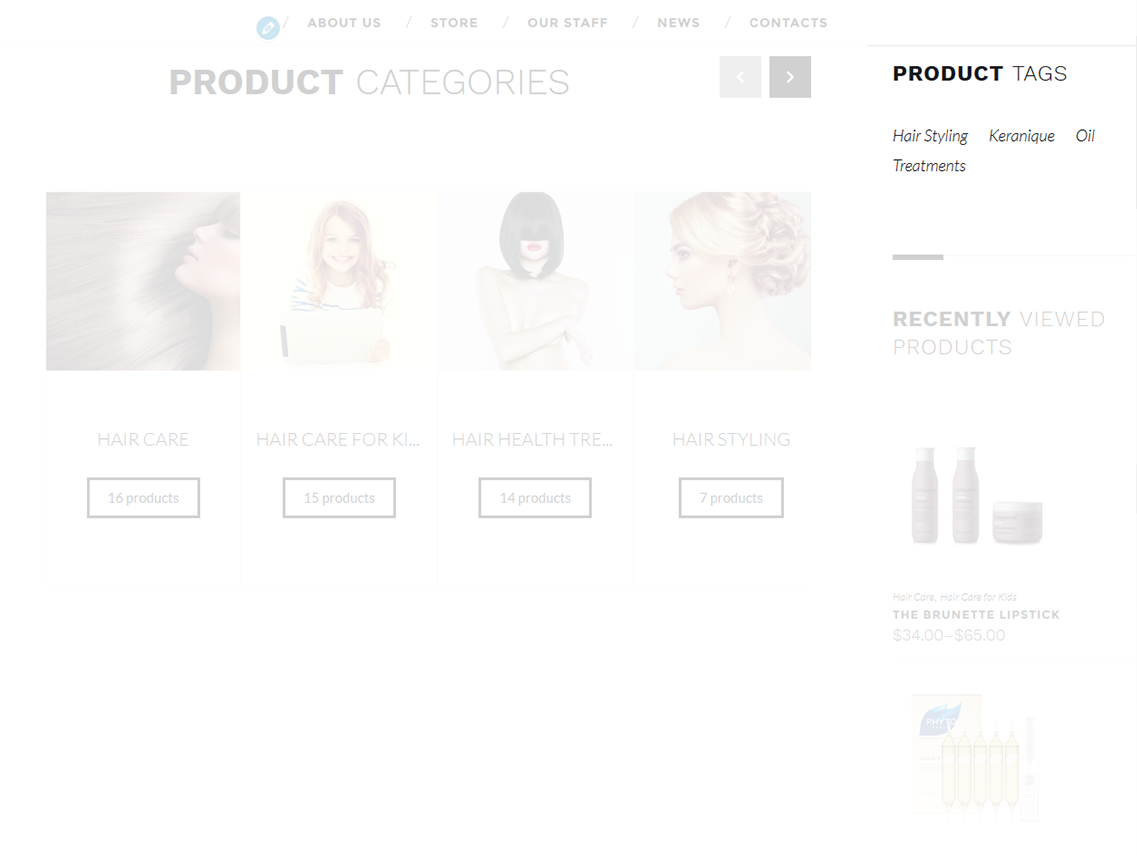 / ABOUT US / STORE / OUR STAFF / NEWS / CONTACTS
PRODUCT CATEGORIES
HAIR CARE
16 products
HAIR CARE FOR KI...
15 products
HAIR HEALTH TRE...
14 products
HAIR STYLING
7 products
PRODUCT TAGS
Hair Styling Keranique Oil
Treatments
RECENTLY VIEWED
PRODUCTS
Hair Care, Hair Care for Kids
THE BRUNETTE LIPSTICK
$34.00–$65.00
PHYTO